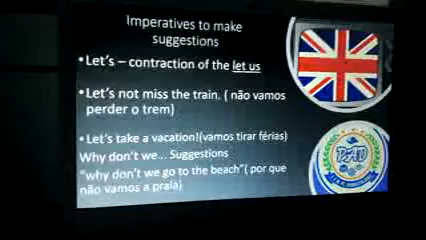 Imperatives to make
suggestions
•Let's – contraction of the let us
•Let's not miss the train. ( não vamos
perder o trem)
•Let's take a vacation!(vamos tirar férias)
Why don't we... Suggestions
"why don't we go to the beach"( por que
não vamos a praia)